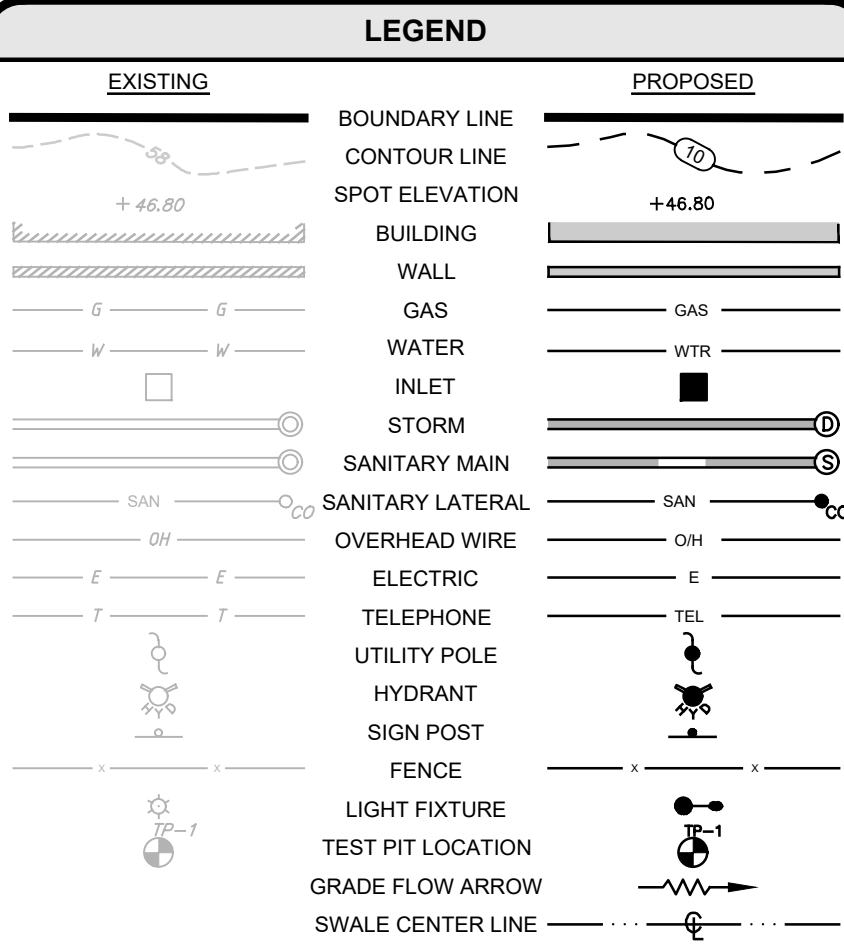 LEGEND
EXISTING PROPOSED
BOUNDARY LINE
58 CONTOUR LINE 10
+ 46.80 SPOT ELEVATION +46.80
BUILDING
WALL
G G GAS GAS
W W WATER WTR
INLET
STORM D
SANITARY MAIN S
SAN CO SANITARY LATERAL SAN CO
OH OVERHEAD WIRE O/H
E E ELECTRIC E
T T TELEPHONE TEL
UTILITY POLE
HYD HYDRANT HYD
SIGN POST
x x FENCE x x
LIGHT FIXTURE
TP-1 TEST PIT LOCATION TP-1
GRADE FLOW ARROW
SWALE CENTER LINE ℄